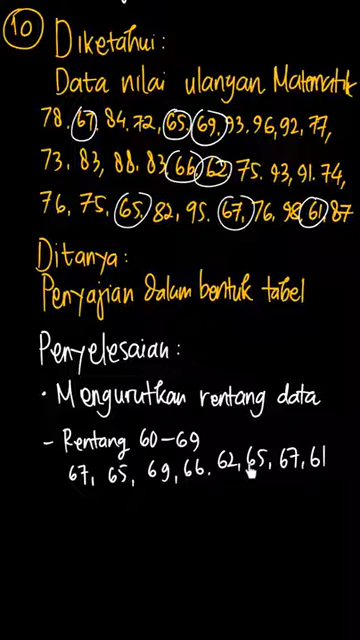 10 Diketahui:
Data nilai ulangan Matematik
78. 67. 84. 72, 65. 69. 93. 96, 92, 77,
73. 83, 88. 83 66 62 75. 93, 91. 74,
76, 75, 65. 82, 95. 67, 76. 98, 61, 87
Ditanya:
Penyajian dalam bentuk tabel
Penyelesaian:
• Mengurutkan rentang data
- Rentang 60-69
67, 65, 69, 66. 62, 65, 67, 61